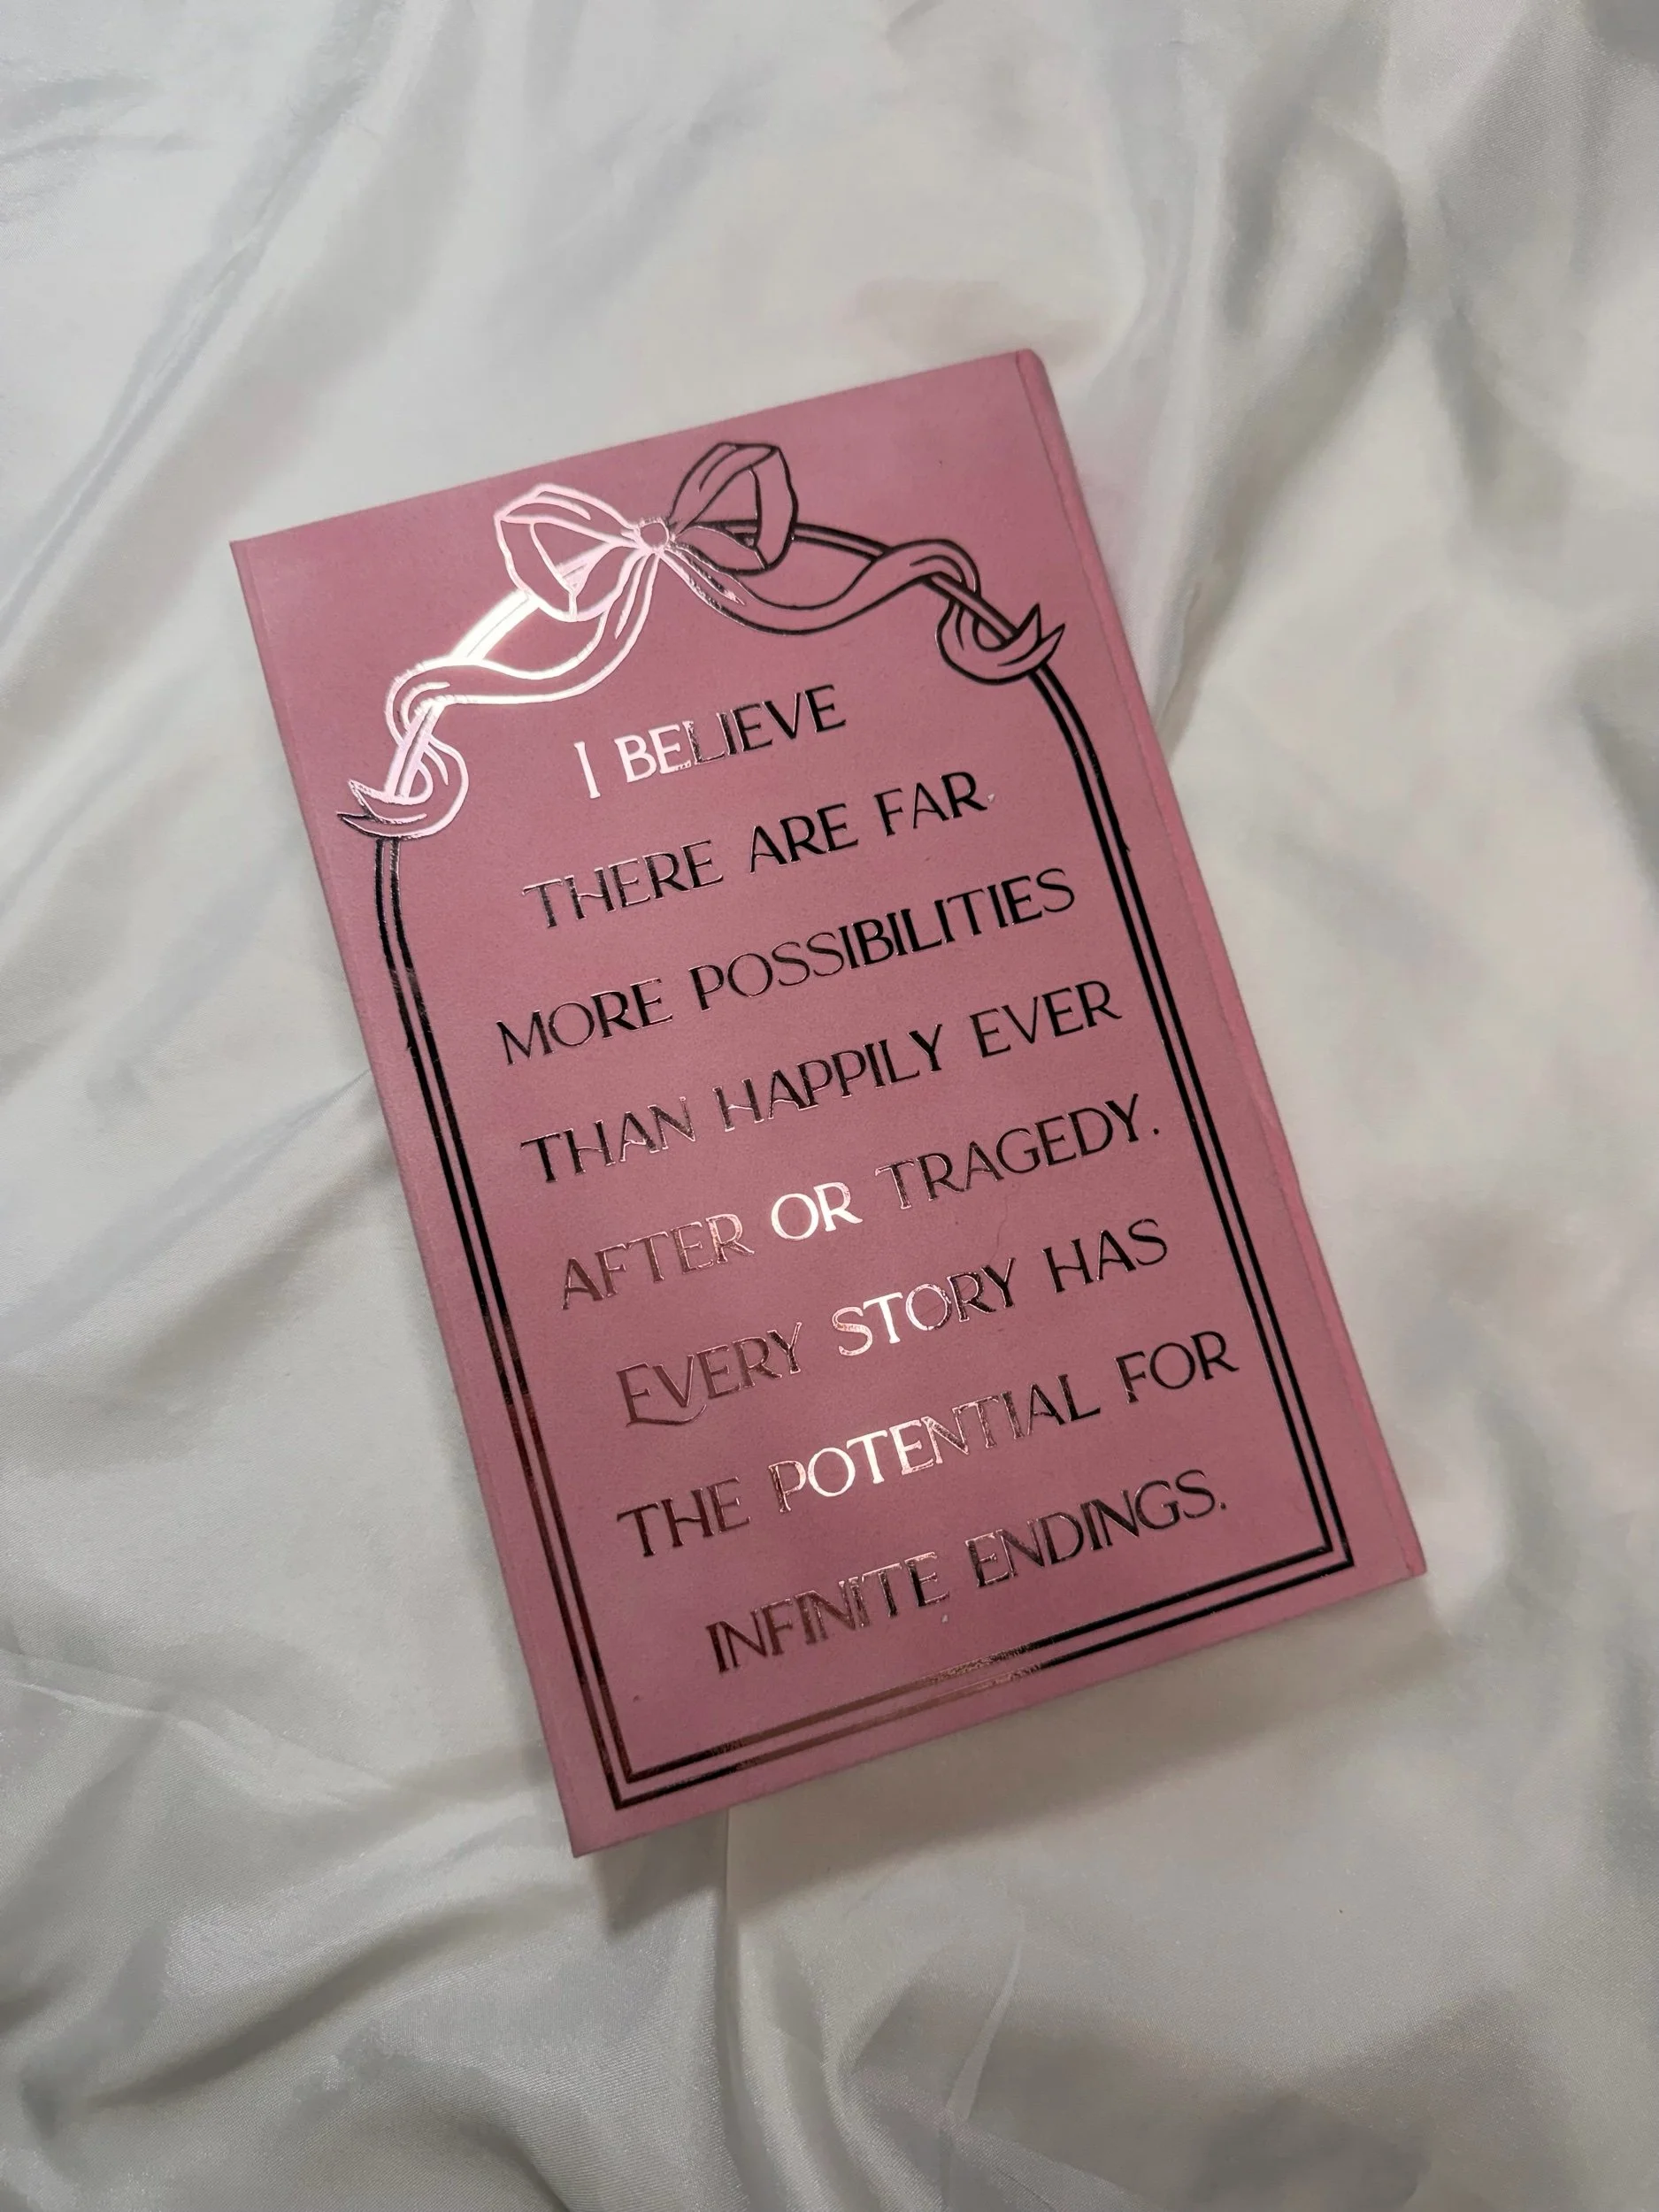 I BELIEVE
THERE ARE FAR
MORE POSSIBILITIES
THAN HAPPILY EVER
AFTER OR TRAGEDY.
EVERY STORY HAS
THE POTENTIAL FOR
INFINITE ENDINGS.